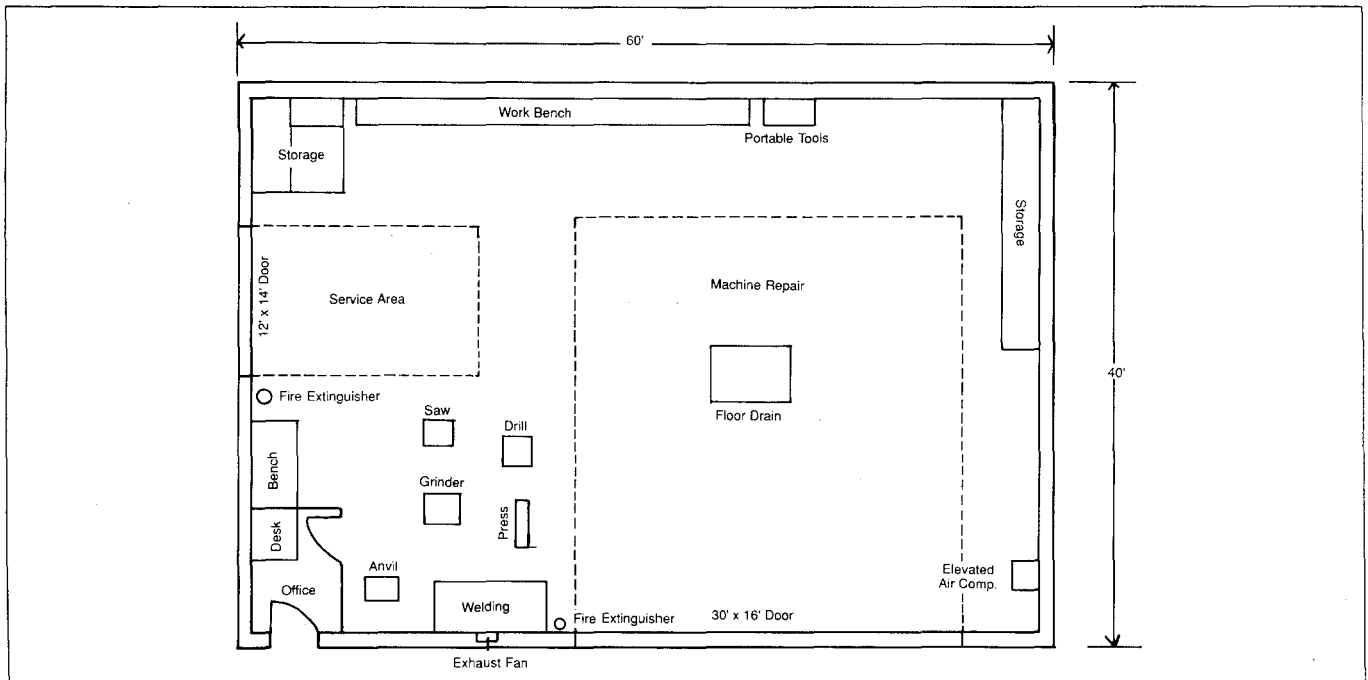 60'
Work Bench
Portable Tools
Storage
Storage
12' x 14' Door
Service Area
Machine Repair
40'
Fire Extinguisher
Saw
Drill
Floor Drain
Bench
Grinder
Press
Desk
Anvil
Elevated
Air Comp.
Office
Welding
Fire Extinguisher
30' x 16' Door
Exhaust Fan